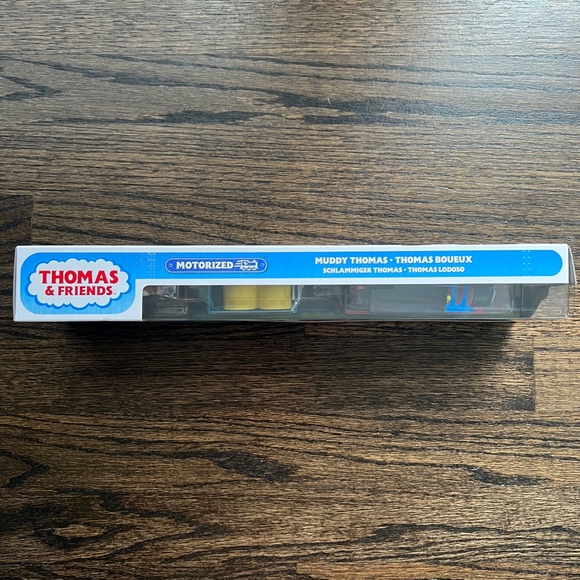 THOMAS
& FRIENDS
MOTORIZED
MUDDY THOMAS • THOMAS BOUEUX
SCHLAMMIGER THOMAS • THOMAS LODOSO